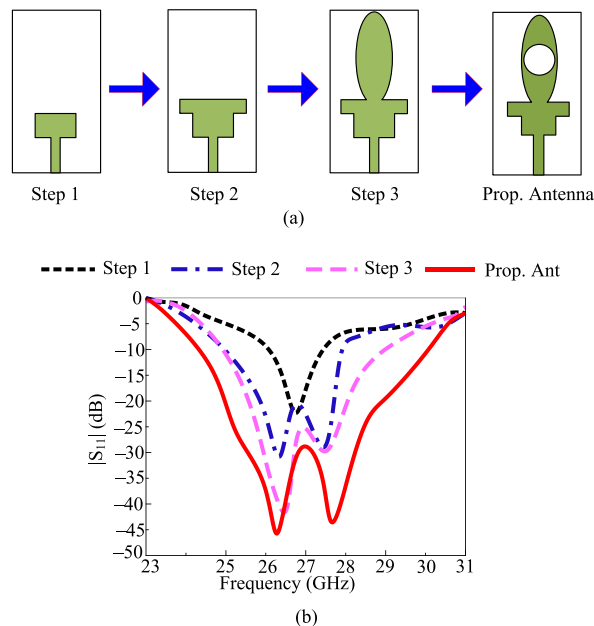 Step 1 Step 2 Step 3 Prop. Antenna
(a)
Step 1 Step 2 Step 3 Prop. Ant
0
−5
−10
−15
−20
−25
−30
−35
−40
−45
−50
|S11| (dB)
23 25 26 27 28 29 30 31
Frequency (GHz)
(b)